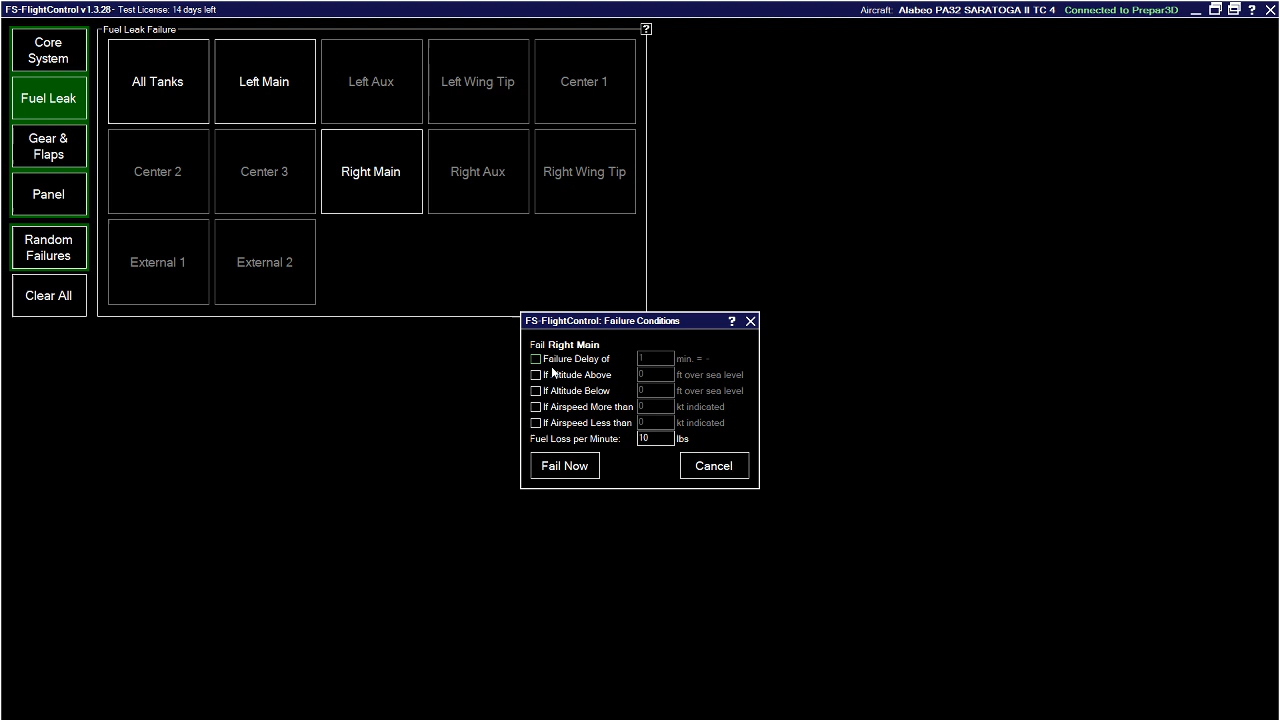 FS-FlightControl v1.3.28 - Test License: 14 days left
Aircraft: Alabeo PA32 SARATOGA II TC 4 Connected to Prepar3D
Core System
Fuel Leak
Gear & Flaps
Panel
Random Failures
Clear All
Fuel Leak Failure
?
All Tanks
Left Main
Left Aux
Left Wing Tip
Center 1
Center 2
Center 3
Right Main
Right Aux
Right Wing Tip
External 1
External 2
FS-FlightControl: Failure Conditions
Fail Right Main
Failure Delay of 1 min. = -
If Altitude Above 0 ft over sea level
If Altitude Below 0 ft over sea level
If Airspeed More than 0 kt indicated
If Airspeed Less than 0 kt indicated
Fuel Loss per Minute: 10 lbs
Fail Now
Cancel